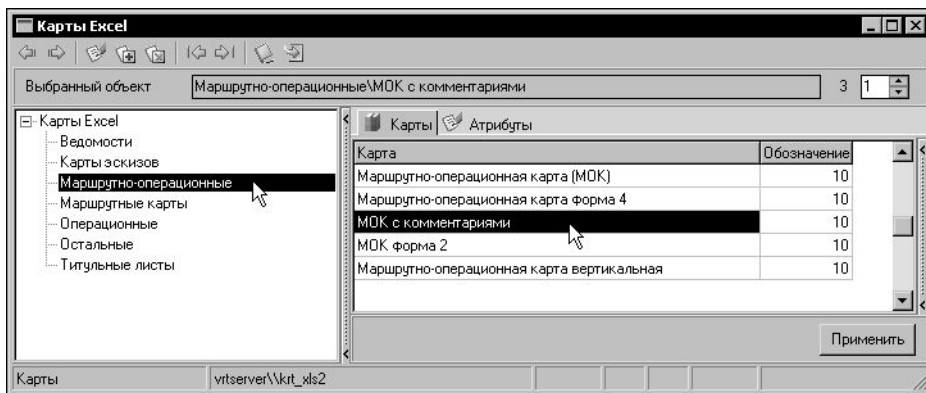 Карты Excel
Выбранный объект Маршрутно-операционные\МОК с комментариями 3 1
Карты Excel
Ведомости
Карты эскизов
Маршрутно-операционные
Маршрутные карты
Операционные
Остальные
Титульные листы
Карты Атрибуты
Карта Обозначение
Маршрутно-операционная карта (МОК) 10
Маршрутно-операционная карта форма 4 10
МОК с комментариями 10
МОК форма 2 10
Маршрутно-операционная карта вертикальная 10
Применить
Карты vrtserver\\krt_xls2